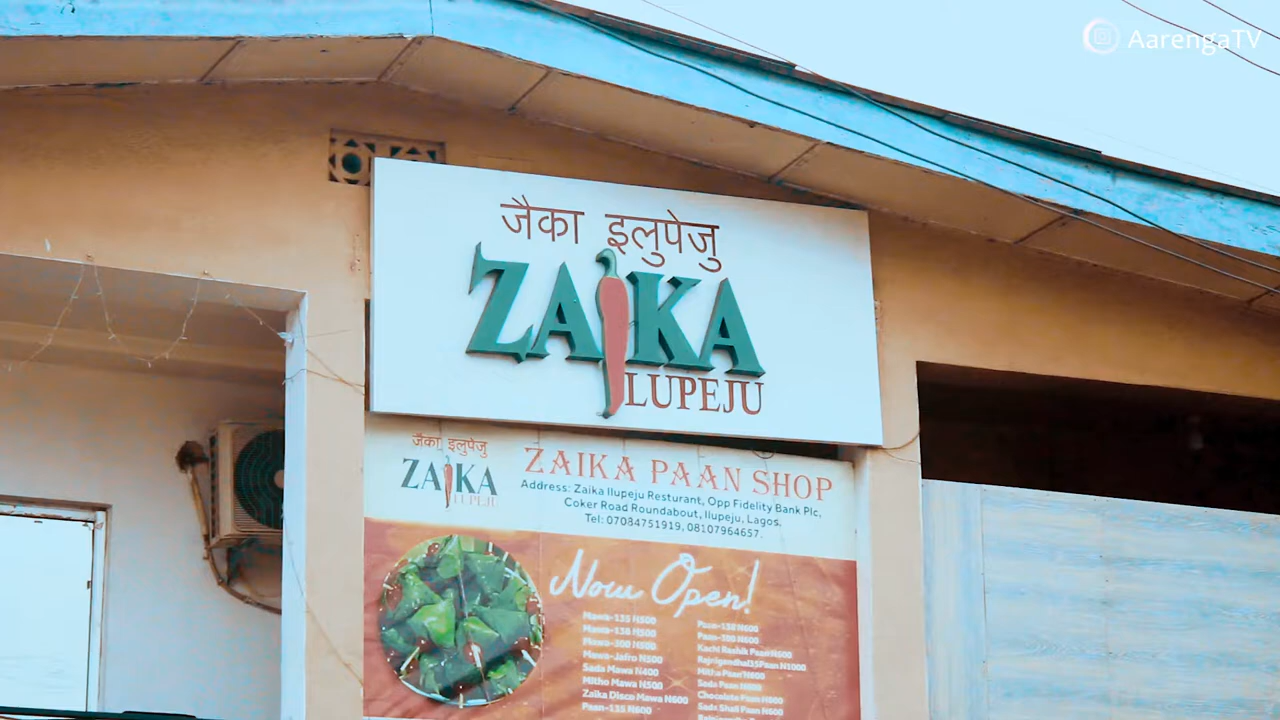 AarengaTV
जैका इलुपेजु
ZAIKA
ILUPEJU
जैका इलुपेजु
ZAIKA
ILUPEJU
ZAIKA PAAN SHOP
Address: Zaika Ilupeju Resturant, Opp Fidelity Bank Plc,
Coker Road Roundabout, Ilupeju, Lagos.
Tel: 07084751919, 08107964657.
Now Open!
Mawa-135 N500
Mawa-138 N500
Mawa-300 N500
Mawa-Jafro N500
Sada Mawa N400
Mitho Mawa N500
Zaika Disco Mawa N600
Paan-135 N600
Paan-138 N600
Paan-300 N600
Kachi Rashik Paan N600
Rajnigandha135Paan N1000
Mitha Paan N600
Sada Paan N600
Chocolate Paan N600
Sada Shafi Paan N600